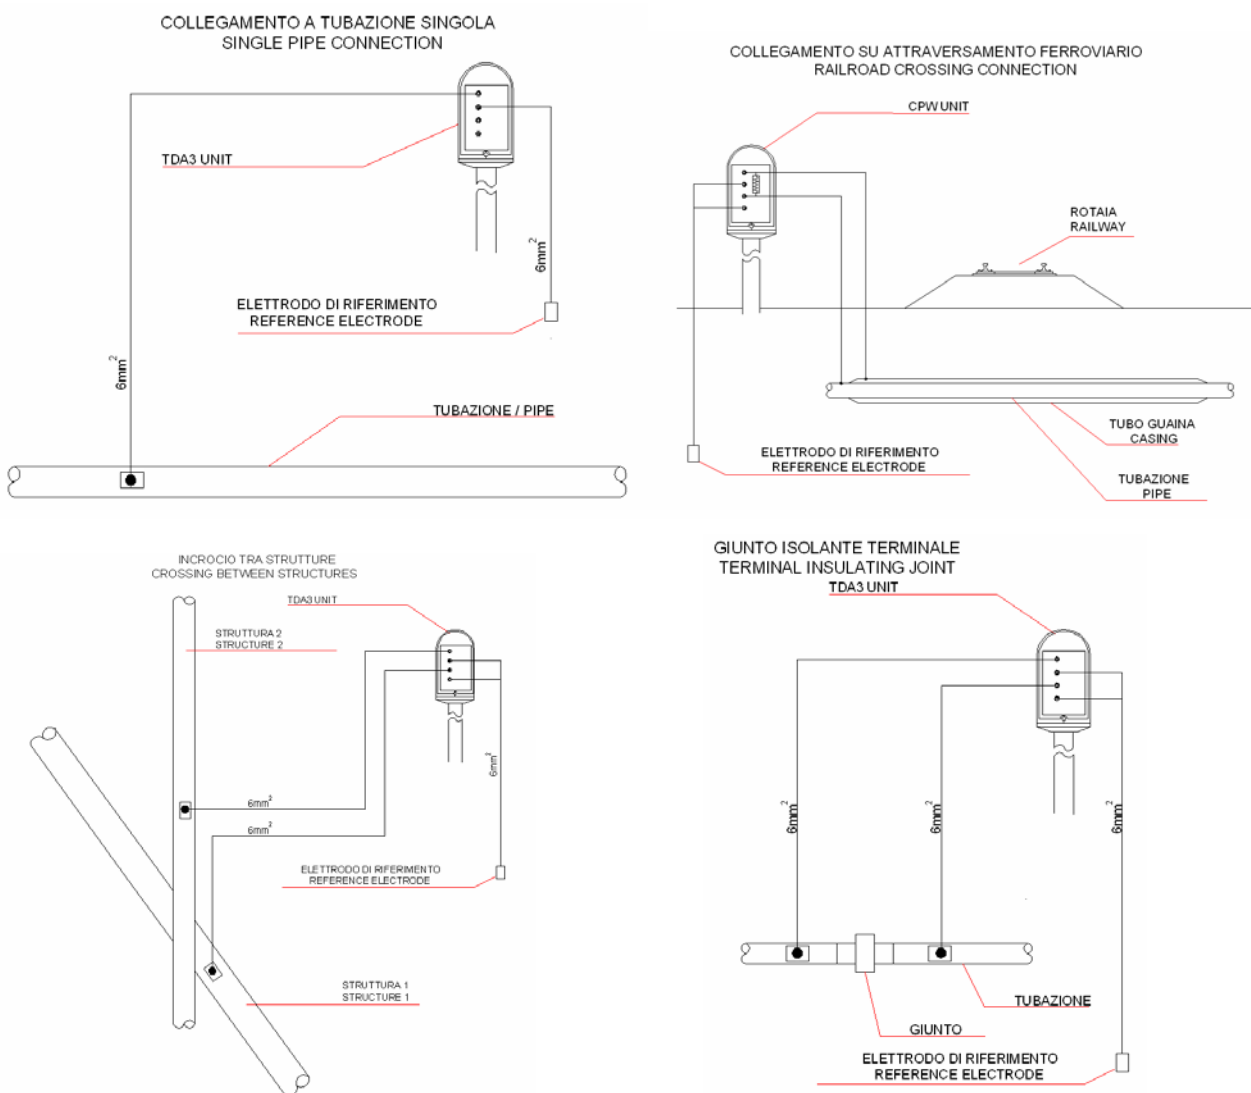 COLLEGAMENTO A TUBAZIONE SINGOLA
SINGLE PIPE CONNECTION
TDA3 UNIT
6mm²
ELETTRODO DI RIFERIMENTO
REFERENCE ELECTRODE
6mm²
TUBAZIONE / PIPE
COLLEGAMENTO SU ATTRAVERSAMENTO FERROVIARIO
RAILROAD CROSSING CONNECTION
CPW UNIT
ROTAIA
RAILWAY
TUBO GUAINA
CASING
ELETTRODO DI RIFERIMENTO
REFERENCE ELECTRODE
TUBAZIONE
PIPE
INCROCIO TRA STRUTTURE
CROSSING BETWEEN STRUCTURES
TDA3 UNIT
STRUTTURA 2
STRUCTURE 2
6mm²
6mm²
6mm²
ELETTRODO DI RIFERIMENTO
REFERENCE ELECTRODE
STRUTTURA 1
STRUCTURE 1
GIUNTO ISOLANTE TERMINALE
TERMINAL INSULATING JOINT
TDA3 UNIT
6mm²
6mm²
6mm²
TUBAZIONE
GIUNTO
ELETTRODO DI RIFERIMENTO
REFERENCE ELECTRODE